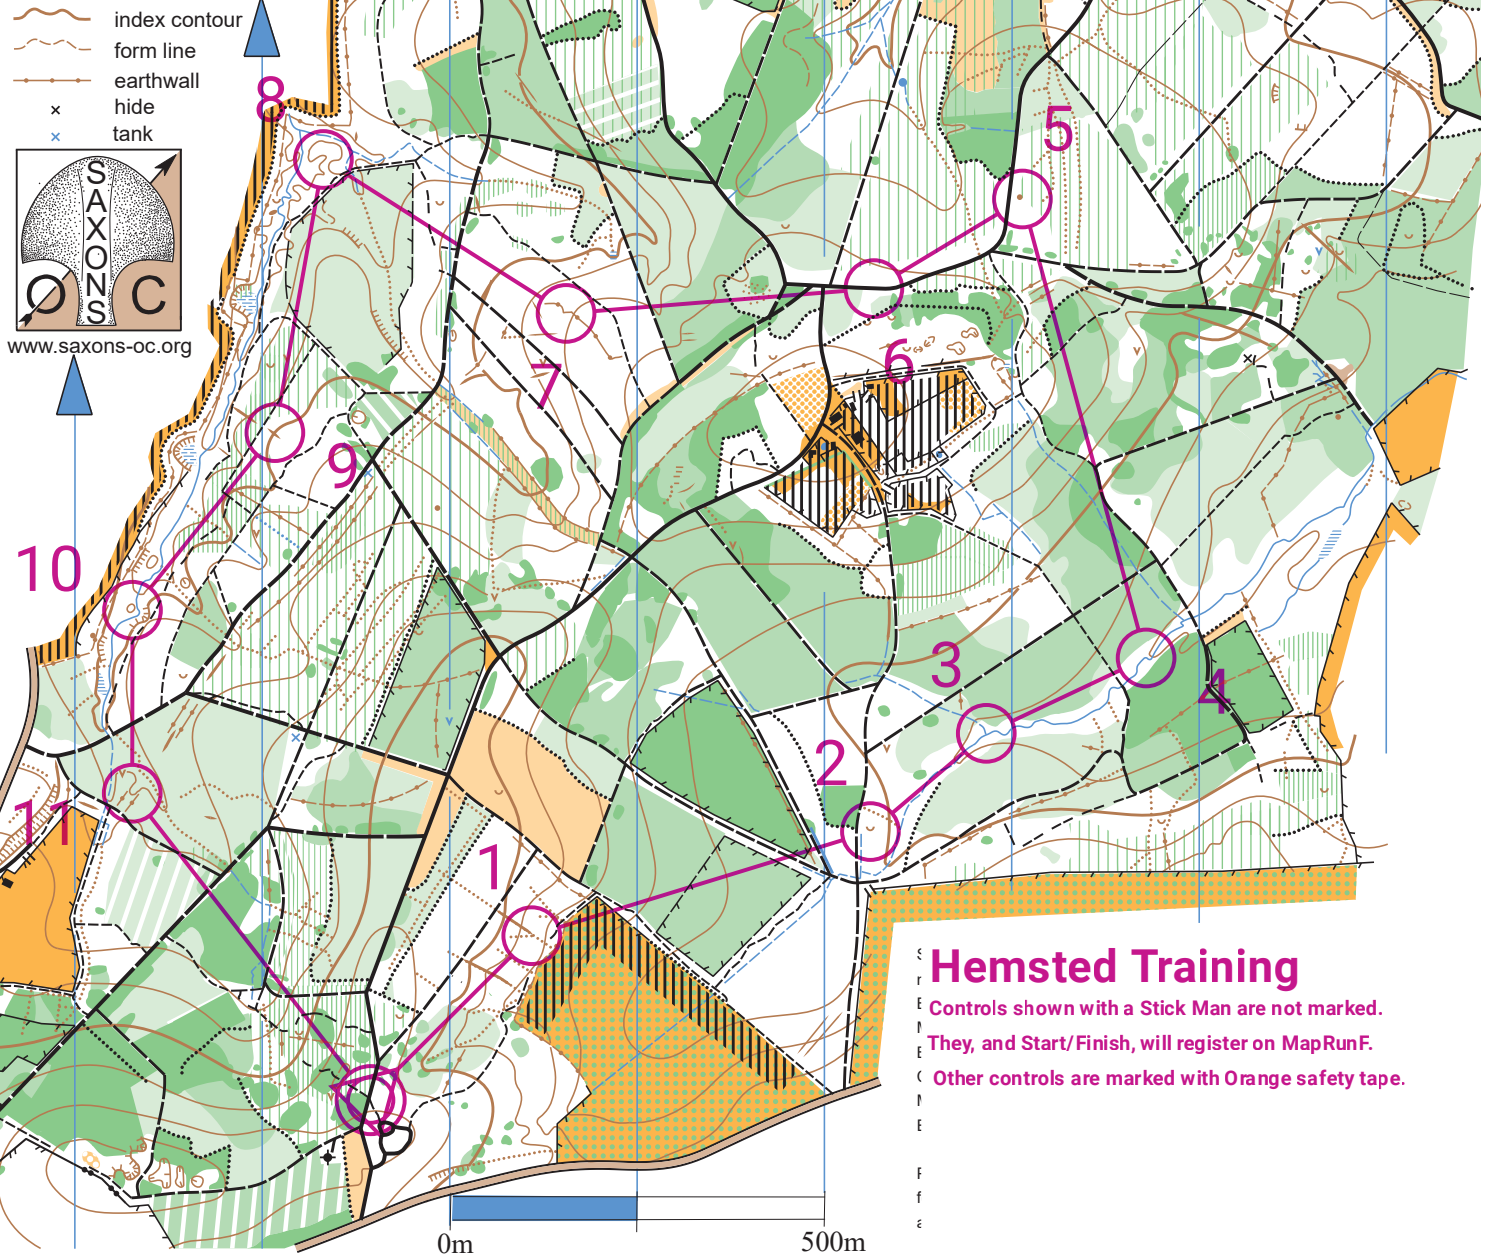 index contour
form line
earthwall
hide
tank
SAXONS
O C
www.saxons-oc.org
8
5
6
7
9
10
3
4
2
11
1
Hemsted Training
Controls shown with a Stick Man are not marked.
They, and Start/Finish, will register on MapRunF.
Other controls are marked with Orange safety tape.
0m
500m